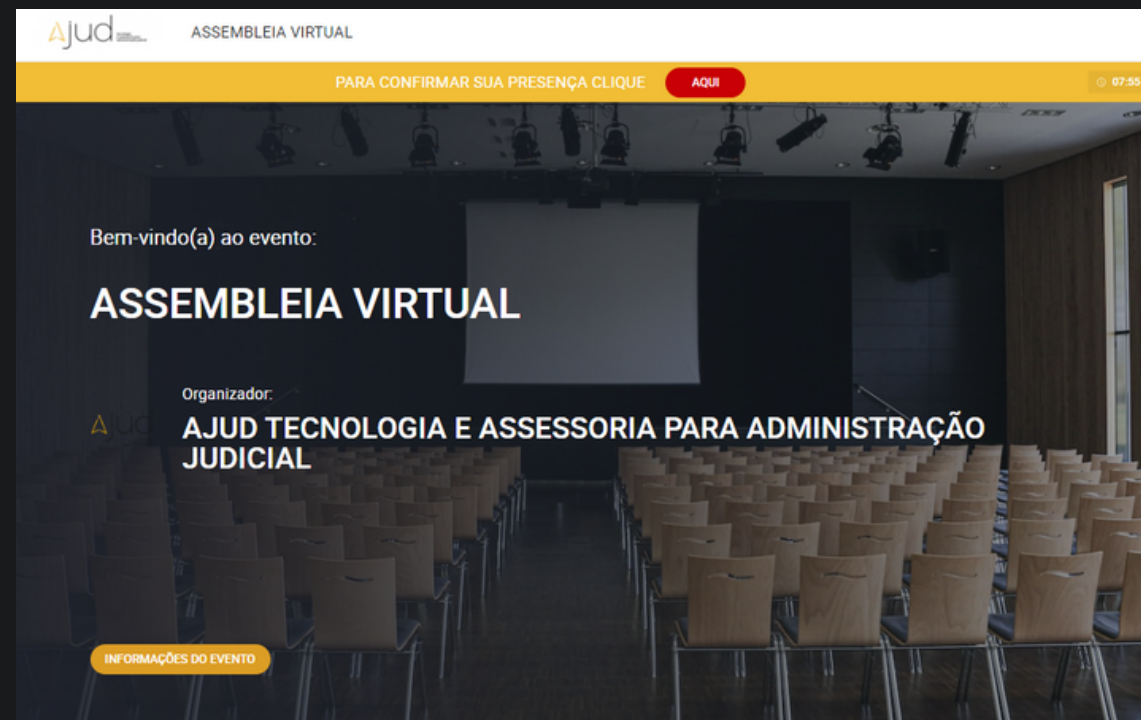 Ajud
ASSEMBLEIA VIRTUAL
PARA CONFIRMAR SUA PRESENÇA CLIQUE AQUI
07:55
Bem-vindo(a) ao evento:
ASSEMBLEIA VIRTUAL
Organizador:
Ajud
AJUD TECNOLOGIA E ASSESSORIA PARA ADMINISTRAÇÃO
JUDICIAL
INFORMAÇÕES DO EVENTO